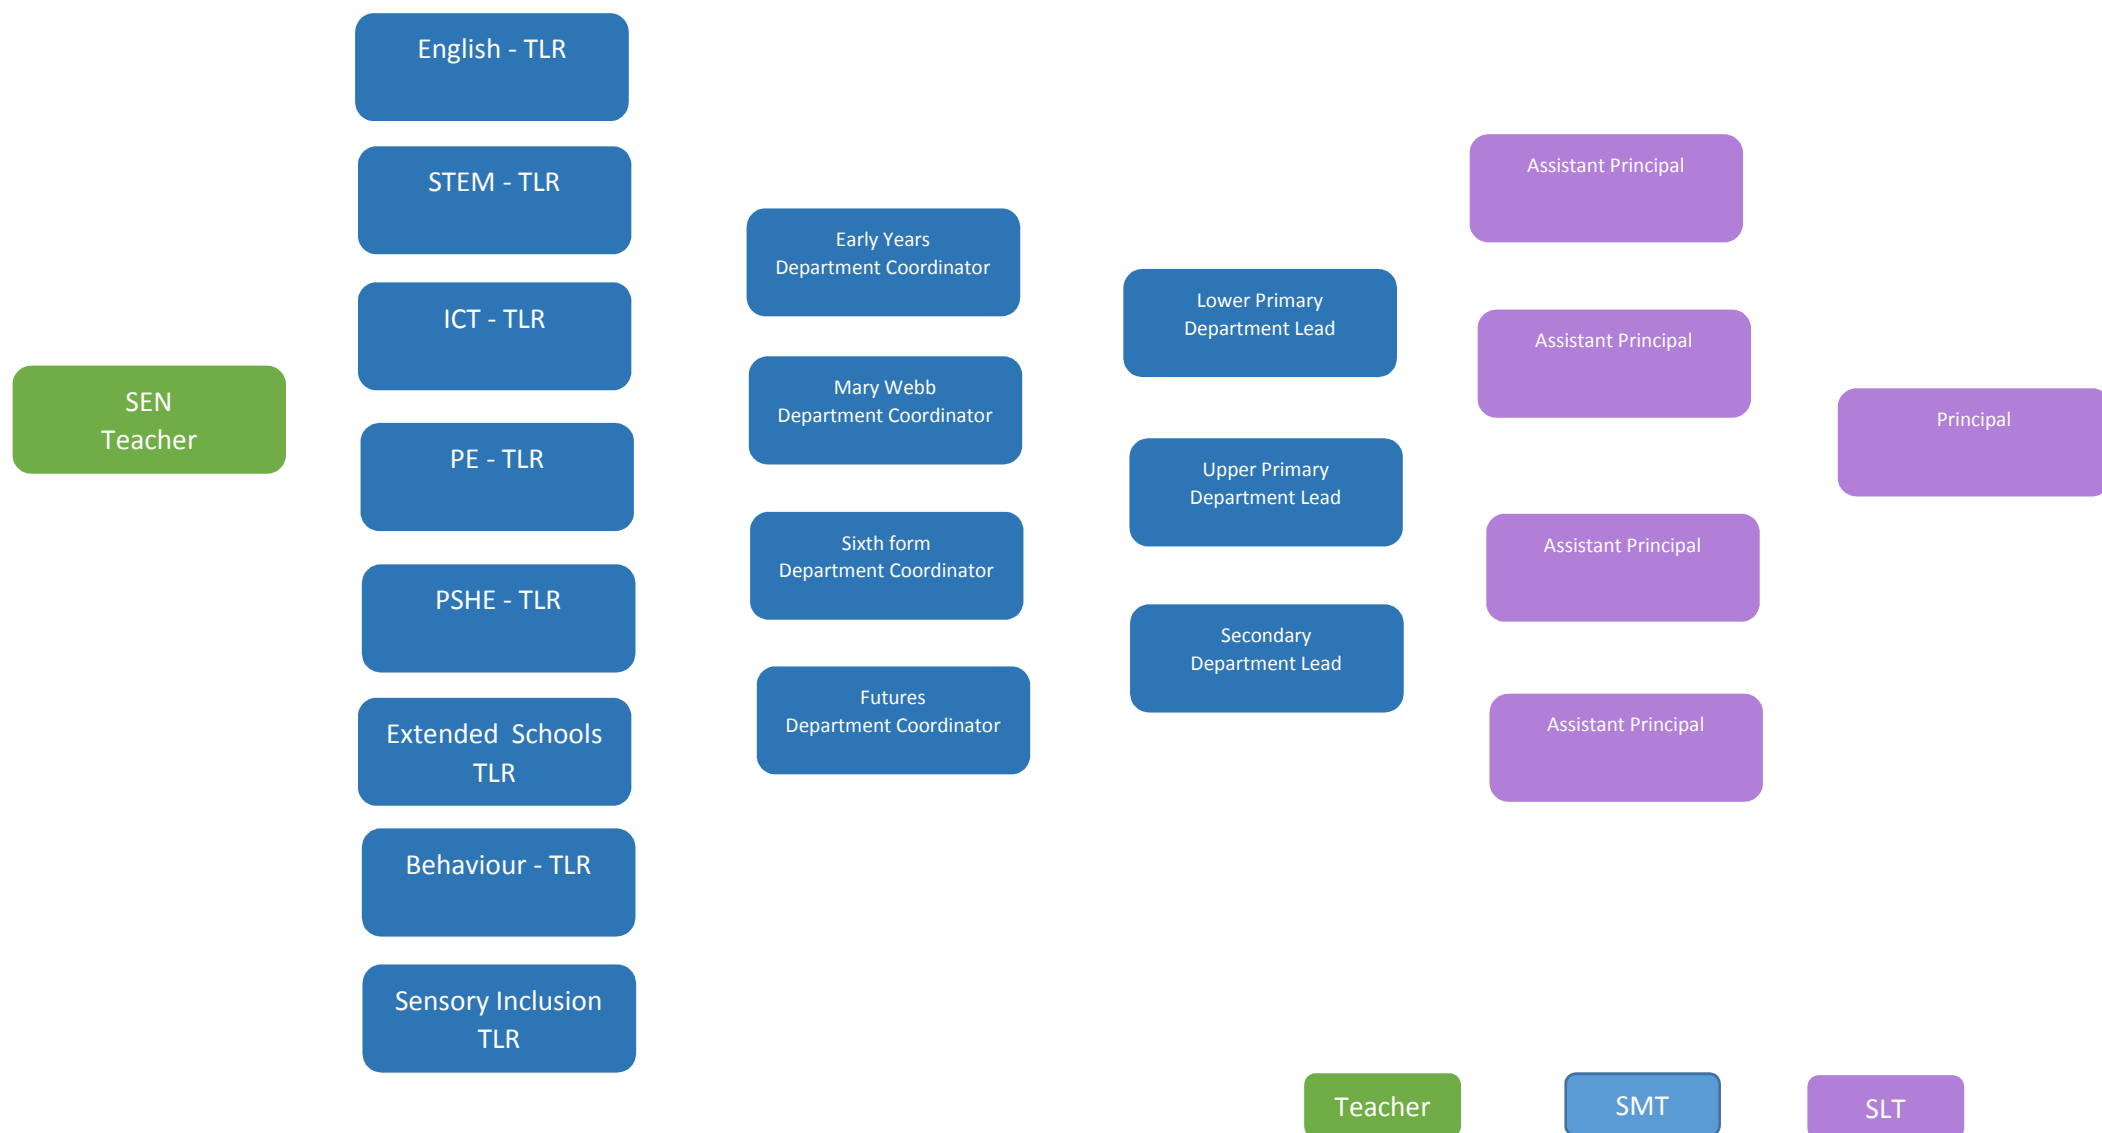 English - TLR
STEM - TLR
ICT - TLR
SEN
Teacher
PE - TLR
PSHE - TLR
Extended  Schools
TLR
Behaviour - TLR
Sensory Inclusion
TLR
Early Years
Department Coordinator
Mary Webb
Department Coordinator
Sixth form
Department Coordinator
Futures
Department Coordinator
Lower Primary
Department Lead
Upper Primary
Department Lead
Secondary
Department Lead
Assistant Principal
Assistant Principal
Assistant Principal
Assistant Principal
Principal
Teacher
SMT
SLT